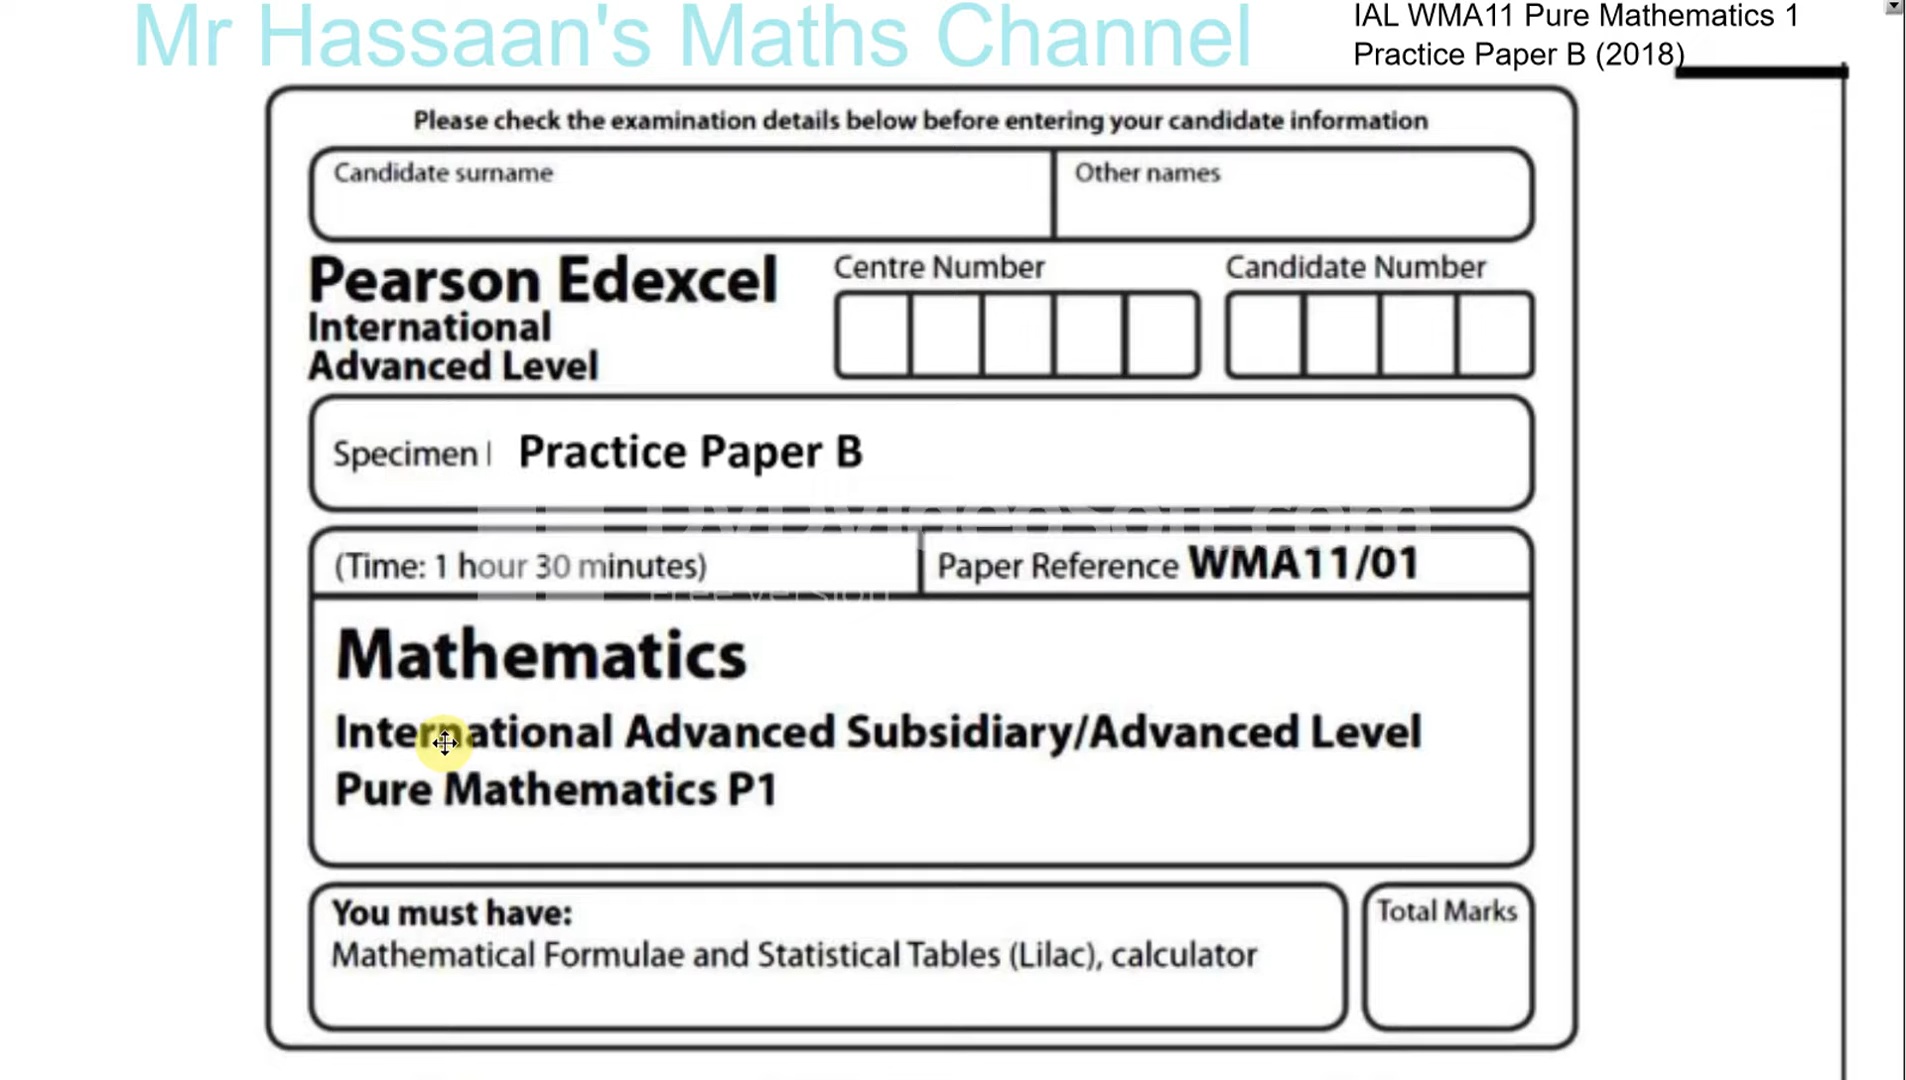 Mr Hassaan's Maths Channel
IAL WMA11 Pure Mathematics 1
Practice Paper B (2018)
Please check the examination details below before entering your candidate information
Candidate surname
Other names
Pearson Edexcel
International
Advanced Level
Centre Number
Candidate Number
Specimen
Practice Paper B
(Time: 1 hour 30 minutes)
Paper Reference WMA11/01
Free Version
Mathematics
International Advanced Subsidiary/Advanced Level
Pure Mathematics P1
You must have:
Mathematical Formulae and Statistical Tables (Lilac), calculator
Total Marks